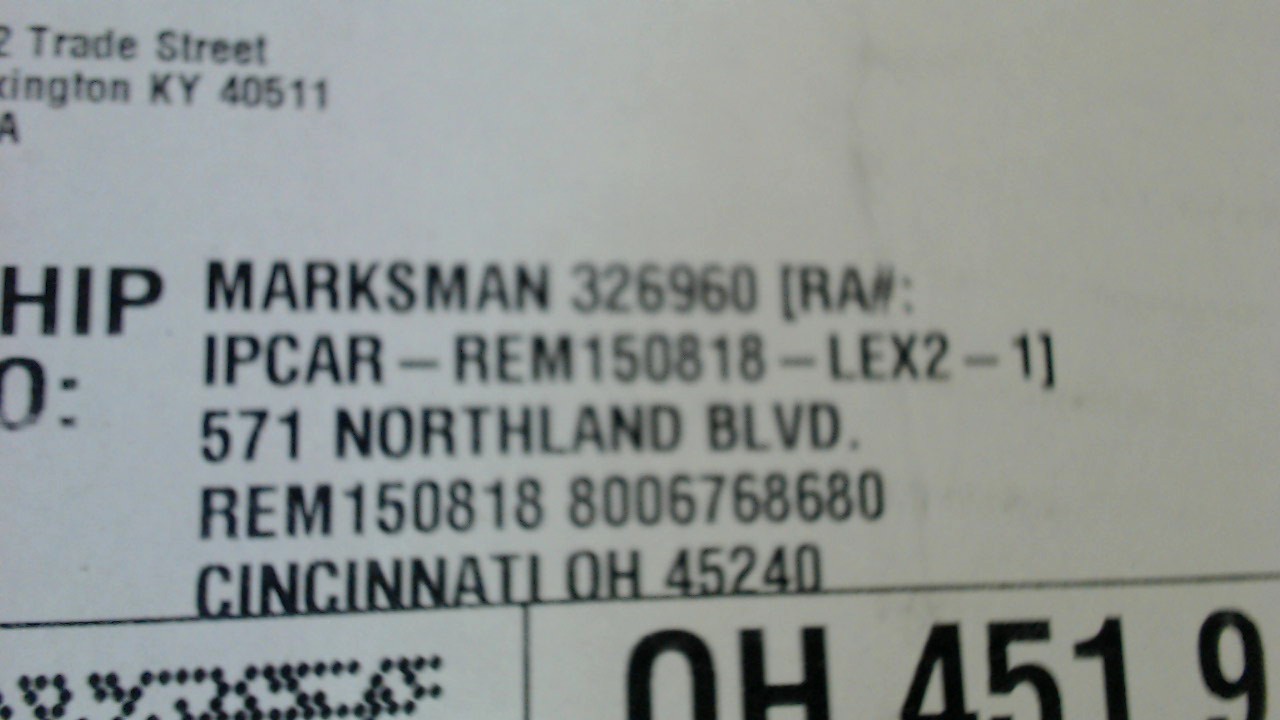 2 Trade Street
xington KY 40511
A
SHIP MARKSMAN 326960 [RA#:
O: IPCAR-REM150818-LEX2-1]
571 NORTHLAND BLVD.
REM150818 8006768680
CINCINNATI OH 45240
OH 451 9